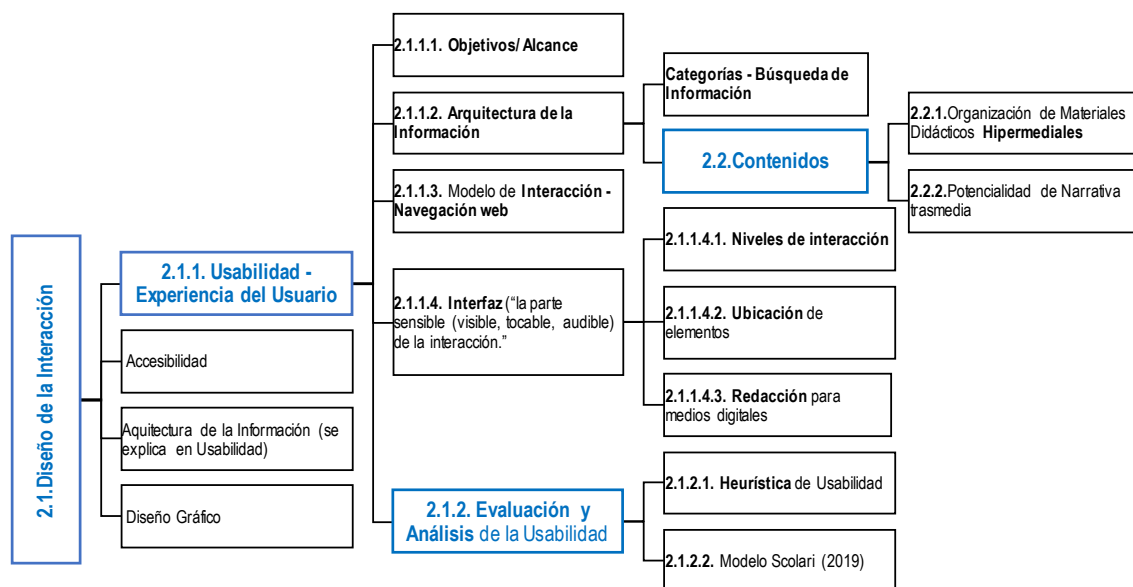 2.1.Diseño de la Interacción
2.1.1. Usabilidad -
Experiencia del Usuario
Accesibilidad
Aquitectura de la Información (se
explica en Usabilidad)
Diseño Gráfico
2.1.1.1. Objetivos/ Alcance
2.1.1.2. Arquitectura de la
Información
2.1.1.3. Modelo de Interacción -
Navegación web
2.1.1.4. Interfaz (“la parte
sensible (visible, tocable, audible)
de la interacción.”
2.1.2. Evaluación y
Análisis de la Usabilidad
Categorías - Búsqueda de
Información
2.2.Contenidos
2.1.1.4.1. Niveles de interacción
2.1.1.4.2. Ubicación de
elementos
2.1.1.4.3. Redacción para
medios digitales
2.1.2.1. Heurística de Usabilidad
2.1.2.2. Modelo Scolari (2019)
2.2.1.Organización de Materiales
Didácticos Hipermediales
2.2.2.Potencialidad de Narrativa
trasmedia